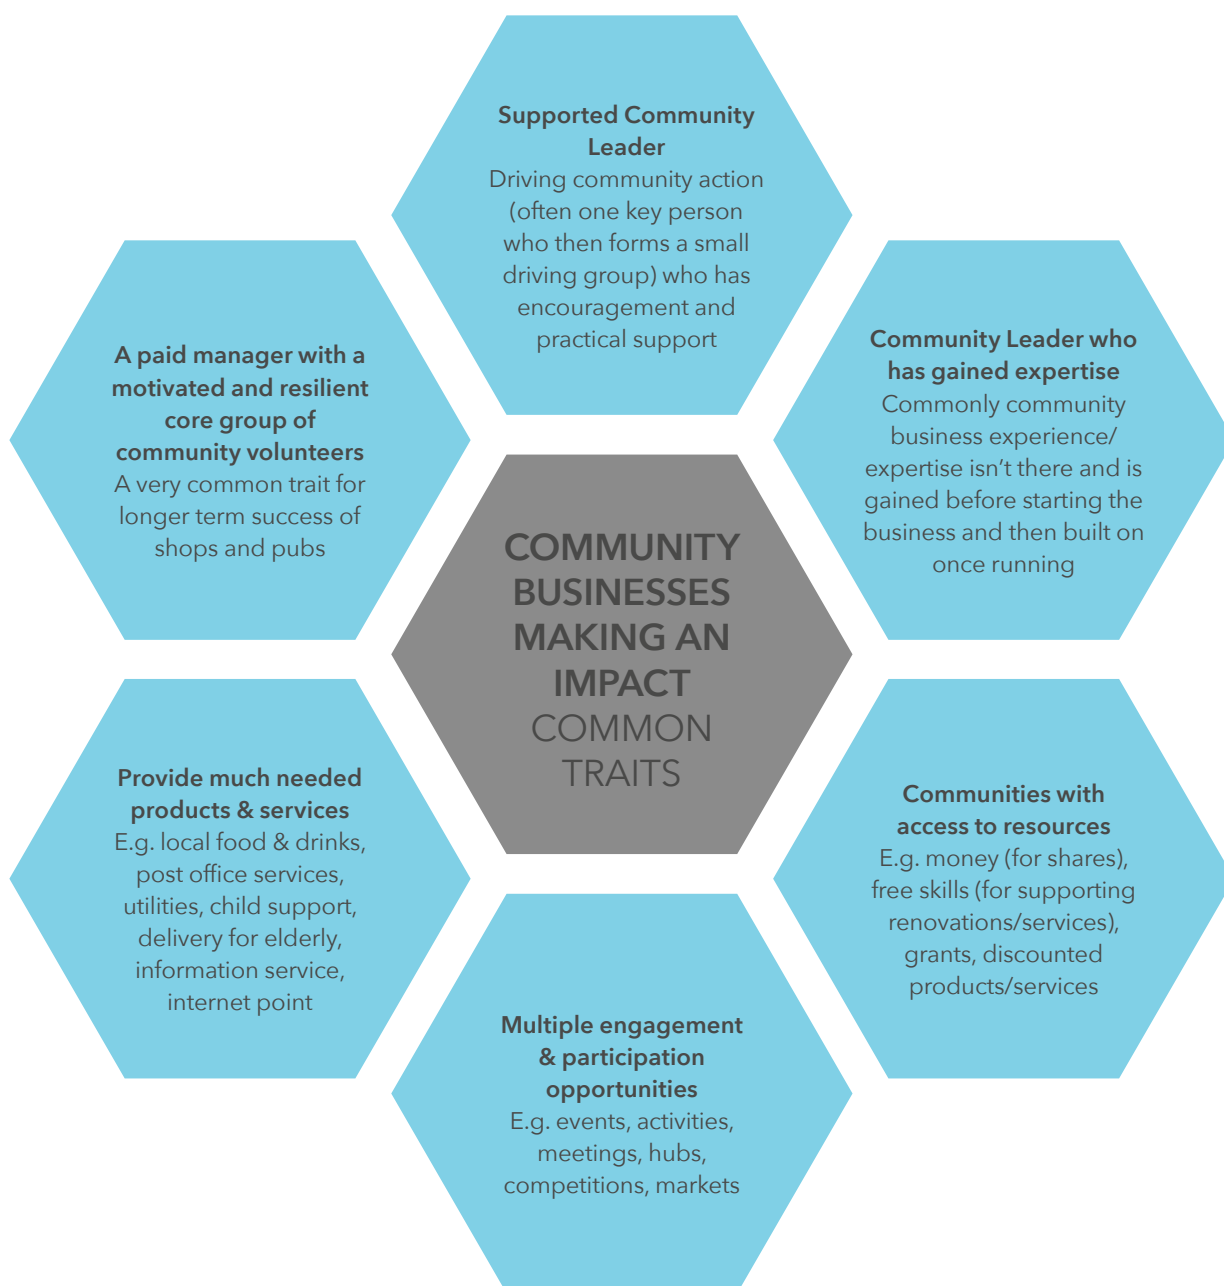 Supported Community
Leader
Driving community action
(often one key person
who then forms a small
driving group) who has
encouragement and
practical support
Community Leader who
has gained expertise
Commonly community
business experience/
expertise isn’t there and is
gained before starting the
business and then built on
once running
Communities with
access to resources
E.g. money (for shares),
free skills (for supporting
renovations/services),
grants, discounted
products/services
Multiple engagement
& participation
opportunities
E.g. events, activities,
meetings, hubs,
competitions, markets
Provide much needed
products & services
E.g. local food & drinks,
post office services,
utilities, child support,
delivery for elderly,
information service,
internet point
A paid manager with a
motivated and resilient
core group of
community volunteers
A very common trait for
longer term success of
shops and pubs
COMMUNITY
BUSINESSES
MAKING AN
IMPACT
COMMON
TRAITS